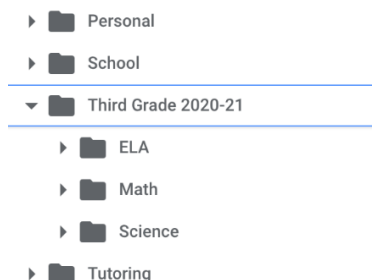 Personal
School
Third Grade 2020-21
ELA
Math
Science
Tutoring